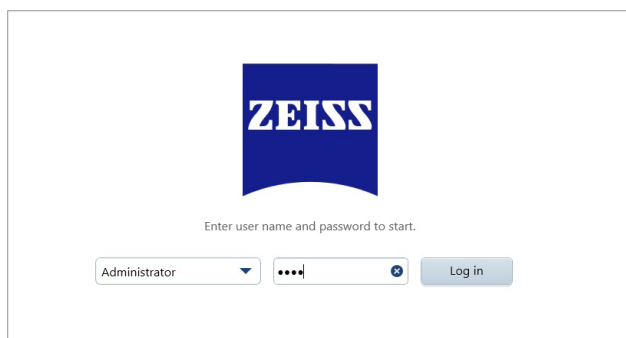 ZEISS
Enter user name and password to start.
Administrator •••• Log in